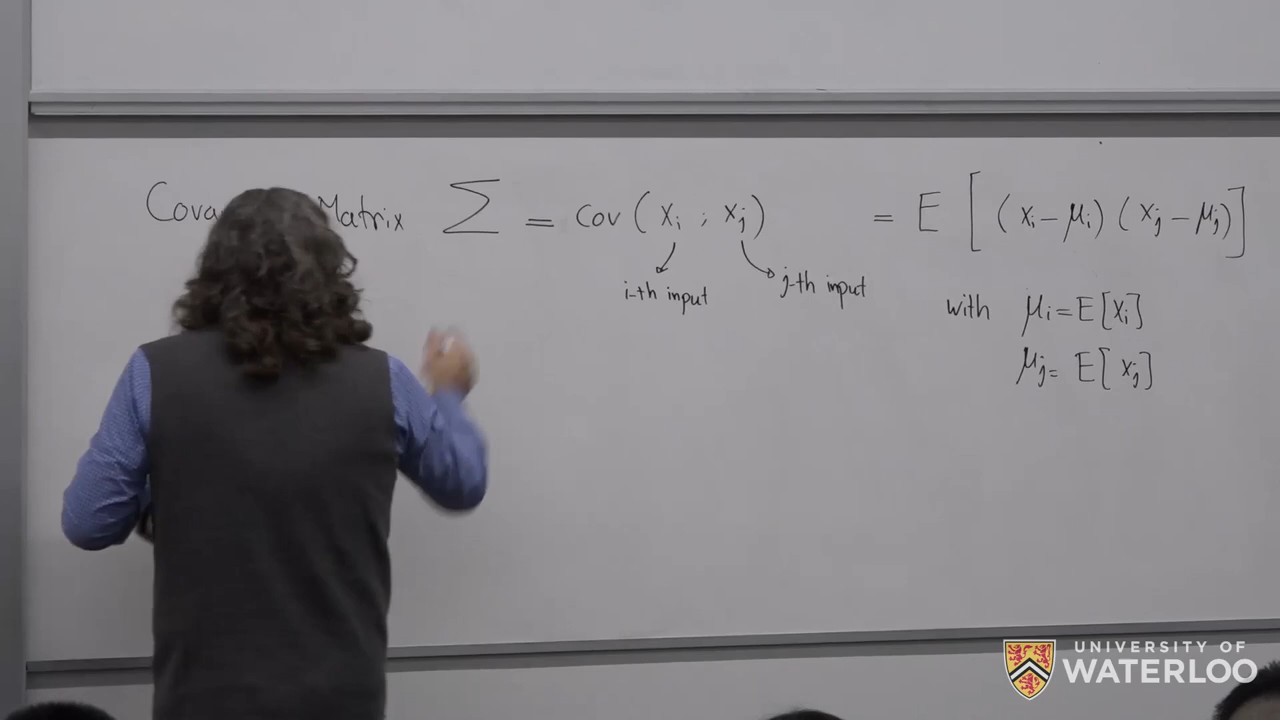 Matrix ∑ = Cov ( xi , xj ) = E [ (xi - μi) (xj - μj) ]
i-th input j-th input
with μi = E[xi]
μj = E[xj]
UNIVERSITY OF
WATERLOO